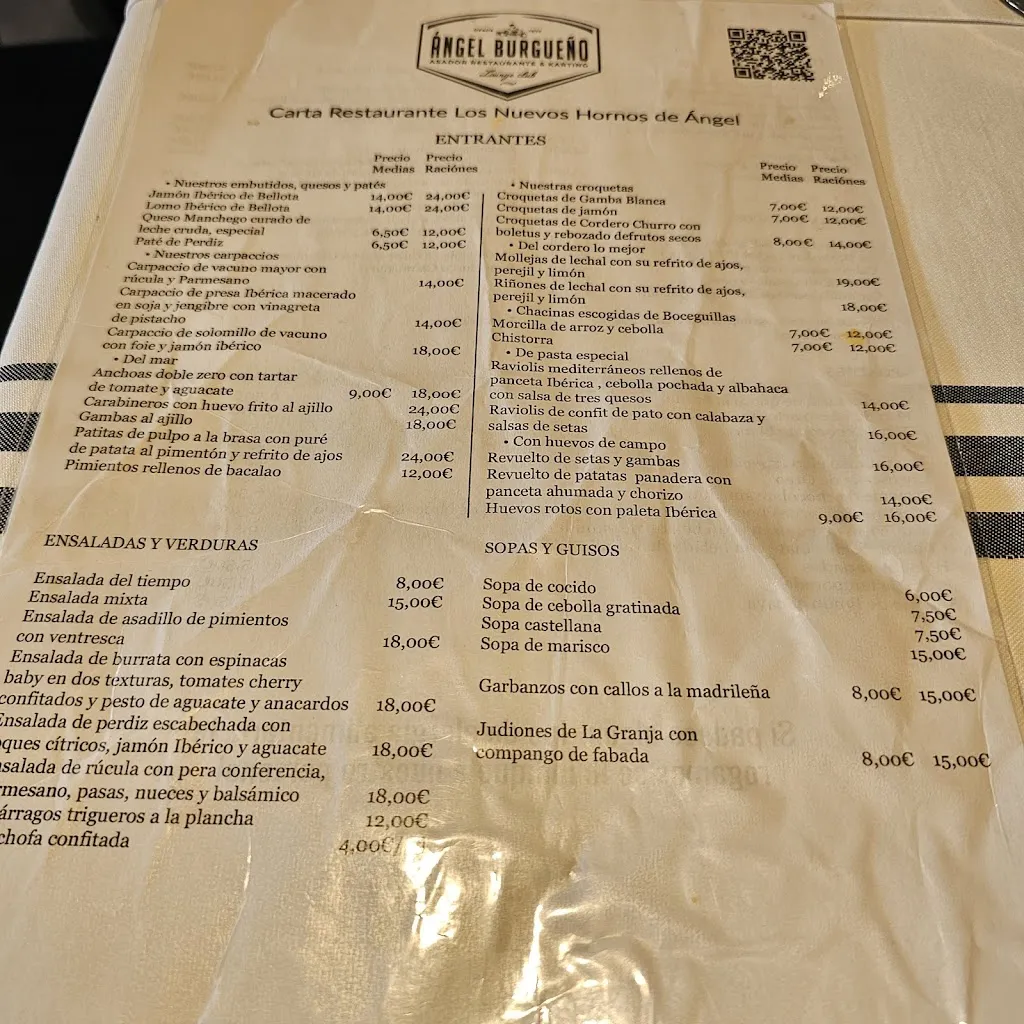 ÁNGEL BURGUEÑO
ASADOR RESTAURANTE & KARTING
Carta Restaurante Los Nuevos Hornos de Ángel
ENTRANTES
Precio Precio
Medias Raciónes
• Nuestros embutidos, quesos y patés
Jamón Ibérico de Bellota 14,00€ 24,00€
Lomo Ibérico de Bellota 14,00€ 24,00€
Queso Manchego curado de
leche cruda, especial 6,50€ 12,00€
Paté de Perdiz 6,50€ 12,00€
• Nuestros carpaccios
Carpaccio de vacuno mayor con
rúcula y Parmesano 14,00€
Carpaccio de presa Ibérica macerado
en soja y jengibre con vinagreta
de pistacho 14,00€
Carpaccio de solomillo de vacuno
con foie y jamón ibérico 18,00€
• Del mar
Anchoas doble zero con tartar
de tomate y aguacate 9,00€ 18,00€
Carabineros con huevo frito al ajillo 24,00€
Gambas al ajillo 18,00€
Patitas de pulpo a la brasa con puré
de patata al pimentón y refrito de ajos 24,00€
Pimientos rellenos de bacalao 12,00€
Precio Precio
Medias Raciónes
• Nuestras croquetas
Croquetas de Gamba Blanca 7,00€ 12,00€
Croquetas de jamón 7,00€ 12,00€
Croquetas de Cordero Churro con
boletus y rebozado defrutos secos 8,00€ 14,00€
• Del cordero lo mejor
Mollejas de lechal con su refrito de ajos,
perejil y limón 19,00€
Riñones de lechal con su refrito de ajos,
perejil y limón 18,00€
• Chacinas escogidas de Boceguillas
Morcilla de arroz y cebolla 7,00€ 12,00€
Chistorra 7,00€ 12,00€
• De pasta especial
Raviolis mediterráneos rellenos de
panceta Ibérica , cebolla pochada y albahaca
con salsa de tres quesos 14,00€
Raviolis de confit de pato con calabaza y
salsas de setas 16,00€
• Con huevos de campo
Revuelto de setas y gambas 16,00€
Revuelto de patatas panadera con
panceta ahumada y chorizo 14,00€
Huevos rotos con paleta Ibérica 9,00€ 16,00€
ENSALADAS Y VERDURAS
Ensalada del tiempo 8,00€
Ensalada mixta 15,00€
Ensalada de asadillo de pimientos
con ventresca 18,00€
Ensalada de burrata con espinacas
baby en dos texturas, tomates cherry
confitados y pesto de aguacate y anacardos 18,00€
Ensalada de perdiz escabechada con
ques cítricos, jamón Ibérico y aguacate 18,00€
salada de rúcula con pera conferencia,
mesano, pasas, nueces y balsámico 18,00€
árragos trigueros a la plancha 12,00€
chofa confitada 4,00€/
SOPAS Y GUISOS
Sopa de cocido 6,00€
Sopa de cebolla gratinada 7,50€
Sopa castellana 7,50€
Sopa de marisco 15,00€
Garbanzos con callos a la madrileña 8,00€ 15,00€
Judiones de La Granja con
compango de fabada 8,00€ 15,00€